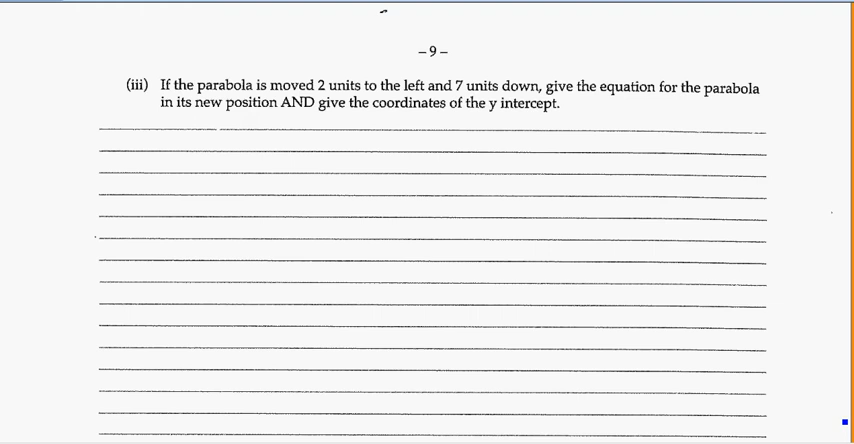 – 9 –
(iii) If the parabola is moved 2 units to the left and 7 units down, give the equation for the parabola
in its new position AND give the coordinates of the y intercept.